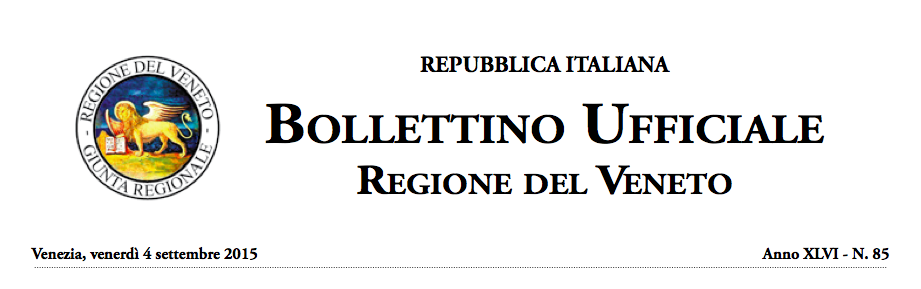 REPUBBLICA ITALIANA
REGIONE DEL VENETO
- GIUNTA REGIONALE -
BOLLETTINO UFFICIALE
REGIONE DEL VENETO
Venezia, venerdì 4 settembre 2015
Anno XLVI - N. 85